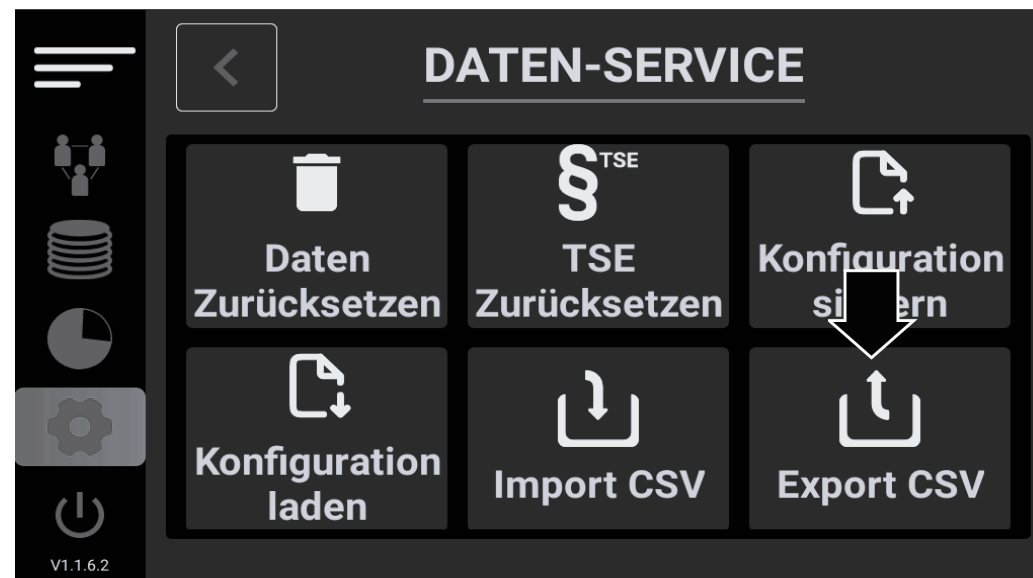 DATEN-SERVICE
§TSE
Daten
Zurücksetzen
TSE
Zurücksetzen
Konfiguration
Konfiguration
laden
Import CSV
Export CSV
V1.1.6.2